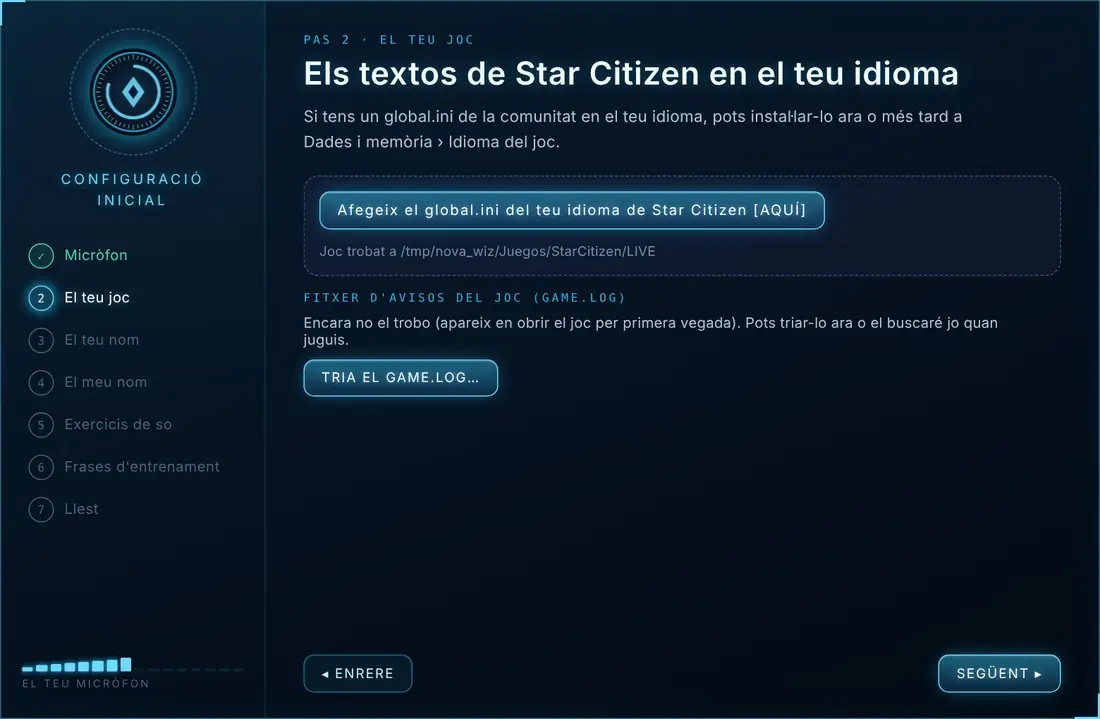 CONFIGURACIÓ
INICIAL
✓ Micròfon
2 El teu joc
3 El teu nom
4 El meu nom
5 Exercicis de so
6 Frases d'entrenament
7 Llest
EL TEU MICRÒFON
PAS 2 · EL TEU JOC
Els textos de Star Citizen en el teu idioma
Si tens un global.ini de la comunitat en el teu idioma, pots instal·lar-lo ara o més tard a
Dades i memòria › Idioma del joc.
Afegeix el global.ini del teu idioma de Star Citizen [AQUÍ]
Joc trobat a /tmp/nova_wiz/Juegos/StarCitizen/LIVE
FITXER D'AVISOS DEL JOC (GAME.LOG)
Encara no el trobo (apareix en obrir el joc per primera vegada). Pots triar-lo ara o el buscaré jo quan
juguis.
TRIA EL GAME.LOG…
◂ ENRERE
SEGÜENT ▸